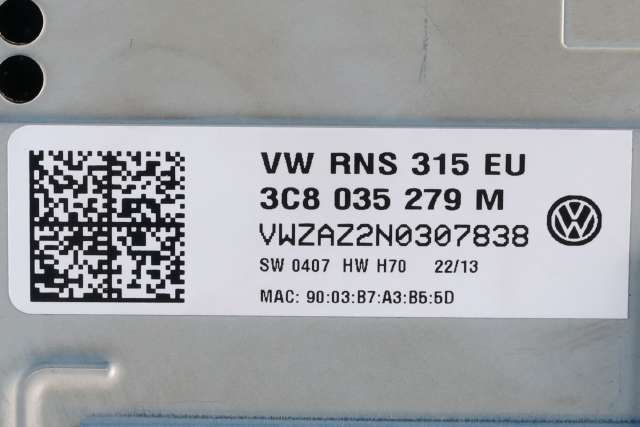 VW RNS 315 EU
3C8 035 279 M
VWZAZ2N0307838
SW 0407 HW H70 22/13
MAC: 90:03:B7:A3:B5:5D